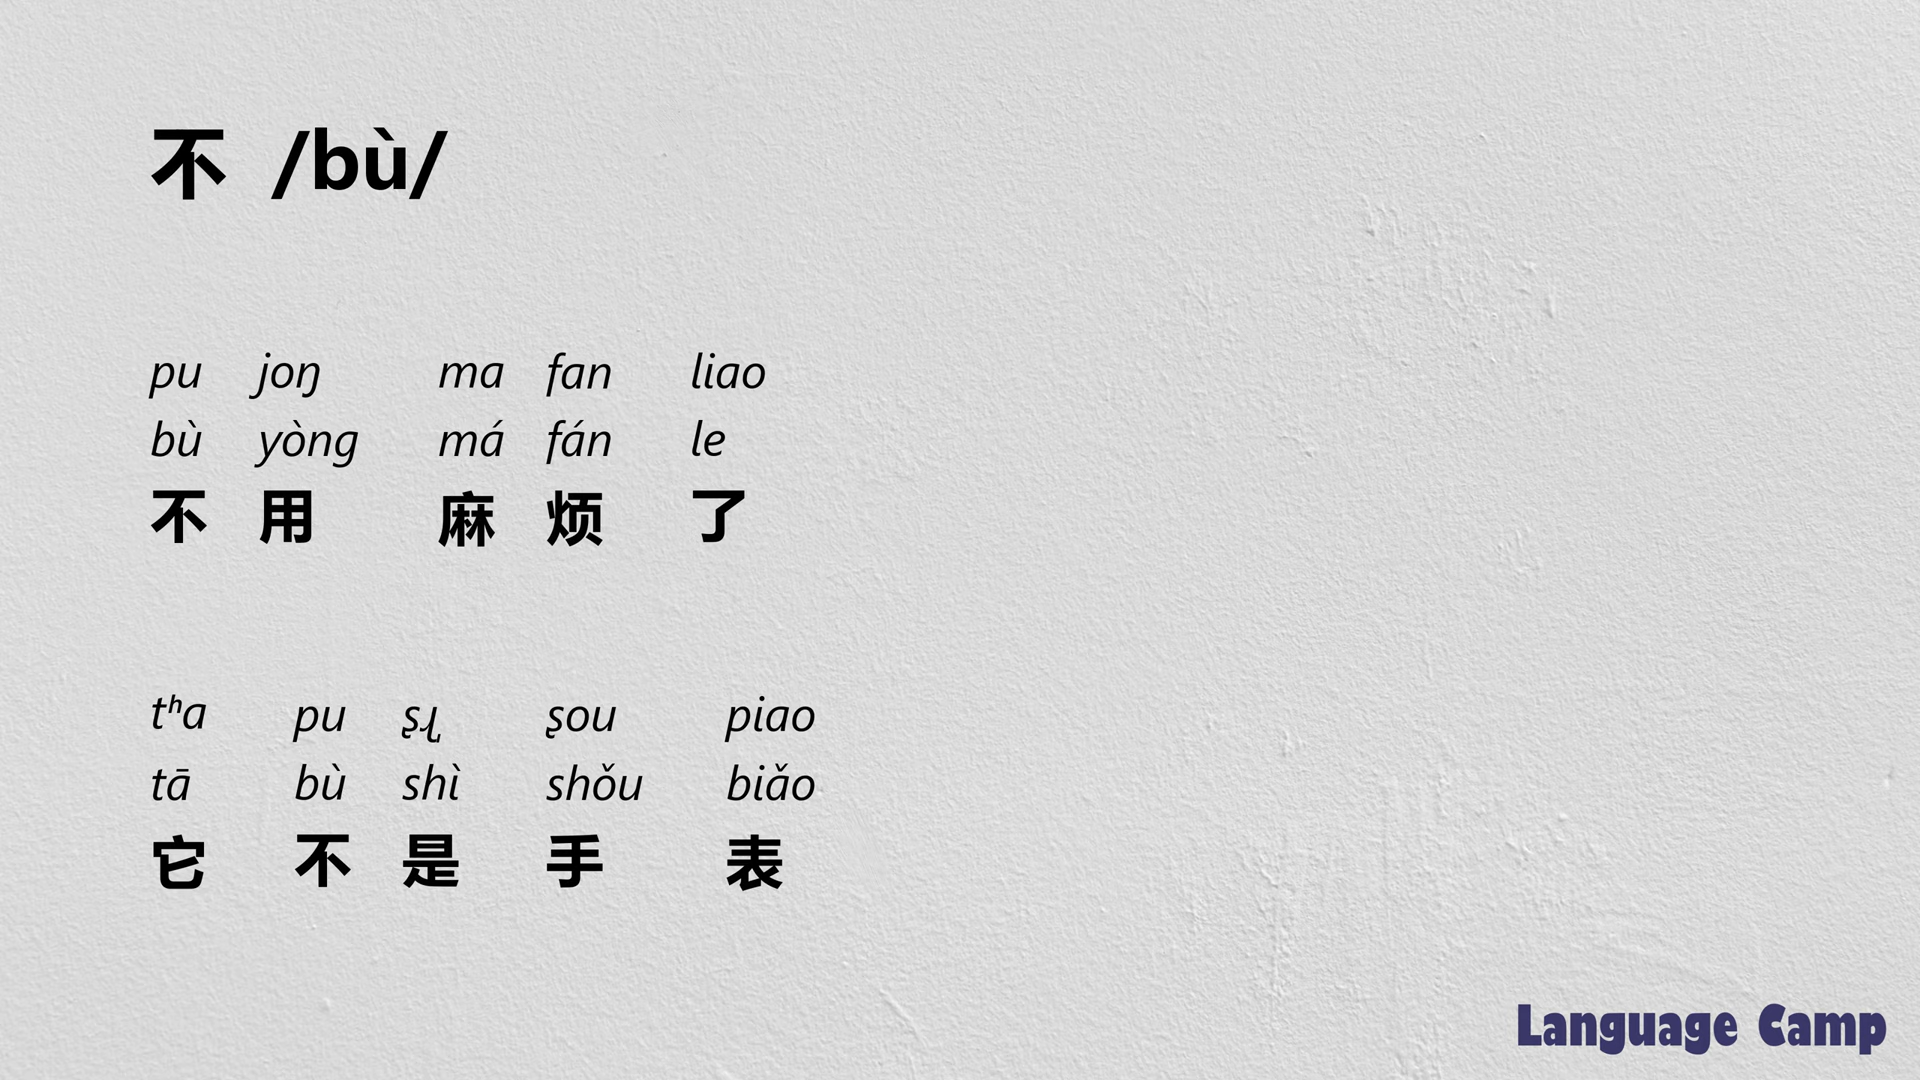 不 /bù/
pu joŋ ma fan liao
bù yòng má fán le
不 用 麻 烦 了
tʰa pu ʂɻ ʂou piao
tā bù shì shǒu biǎo
它 不 是 手 表
Language Camp